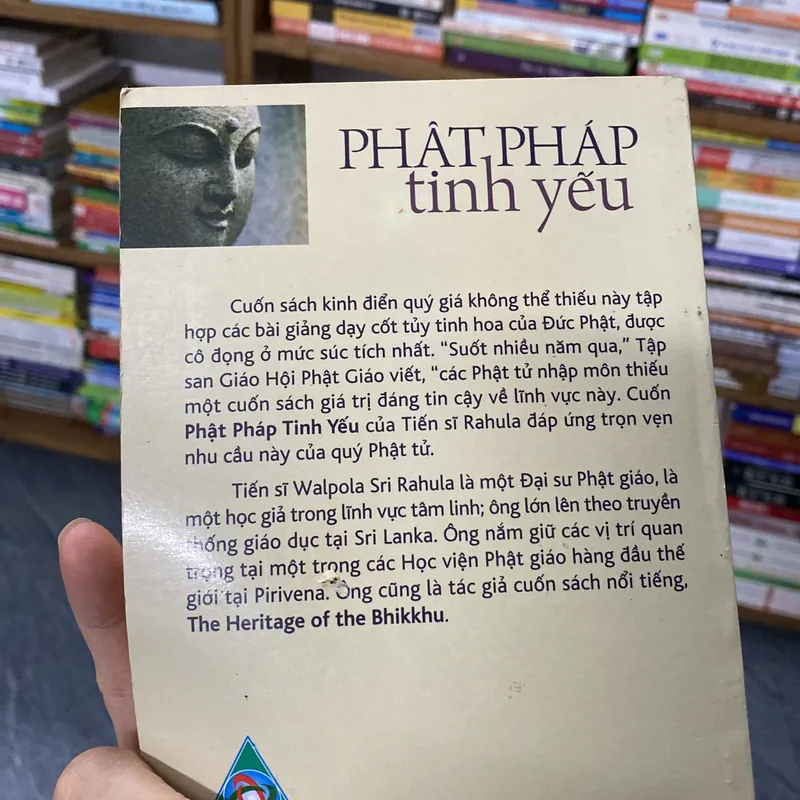 PHẬT PHÁP
tinh yếu
Cuốn sách kinh điển quý giá không thể thiếu này tập
hợp các bài giảng dạy cốt tủy tinh hoa của Đức Phật, được
cô đọng ở mức súc tích nhất. “Suốt nhiều năm qua,” Tập
san Giáo Hội Phật Giáo viết, “các Phật tử nhập môn thiếu
một cuốn sách giá trị đáng tin cậy về lĩnh vực này. Cuốn
Phật Pháp Tinh Yếu của Tiến sĩ Rahula đáp ứng trọn vẹn
nhu cầu này của quý Phật tử.
Tiến sĩ Walpola Sri Rahula là một Đại sư Phật giáo, là
một học giả trong lĩnh vực tâm linh; ông lớn lên theo truyền
thống giáo dục tại Sri Lanka. Ông nắm giữ các vị trí quan
trọng tại một trong các Học viện Phật giáo hàng đầu thế
giới tại Pirivena. Ông cũng là tác giả cuốn sách nổi tiếng,
The Heritage of the Bhikkhu.